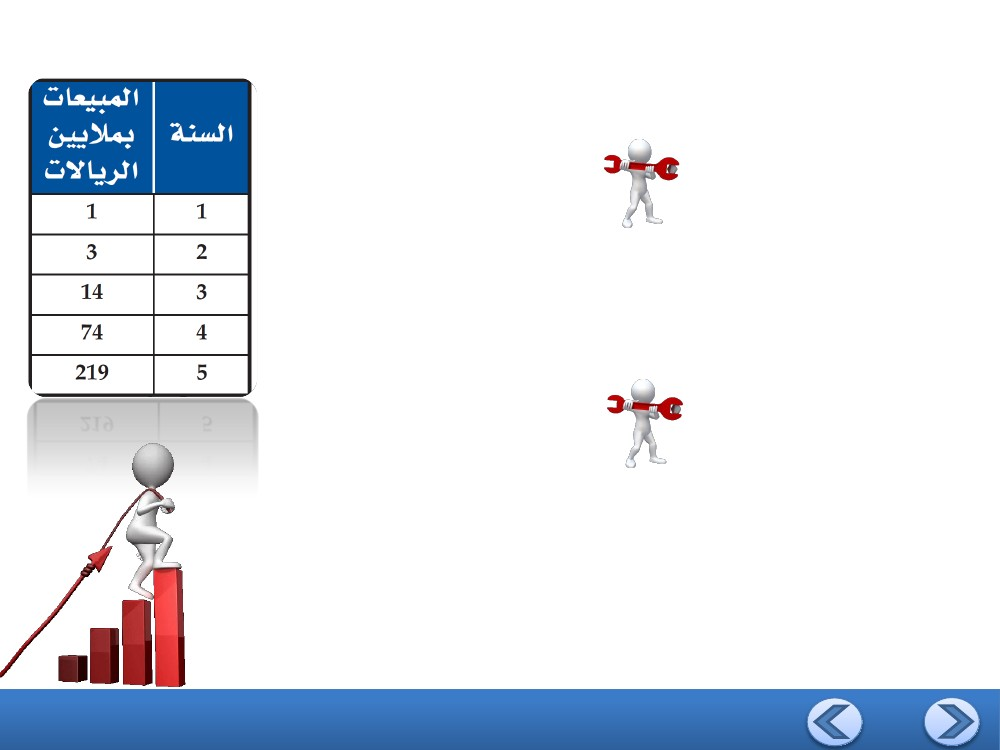 السنة
المبيعات
بملايين
الريالات
1 1
2 3
3 14
4 74
5 219